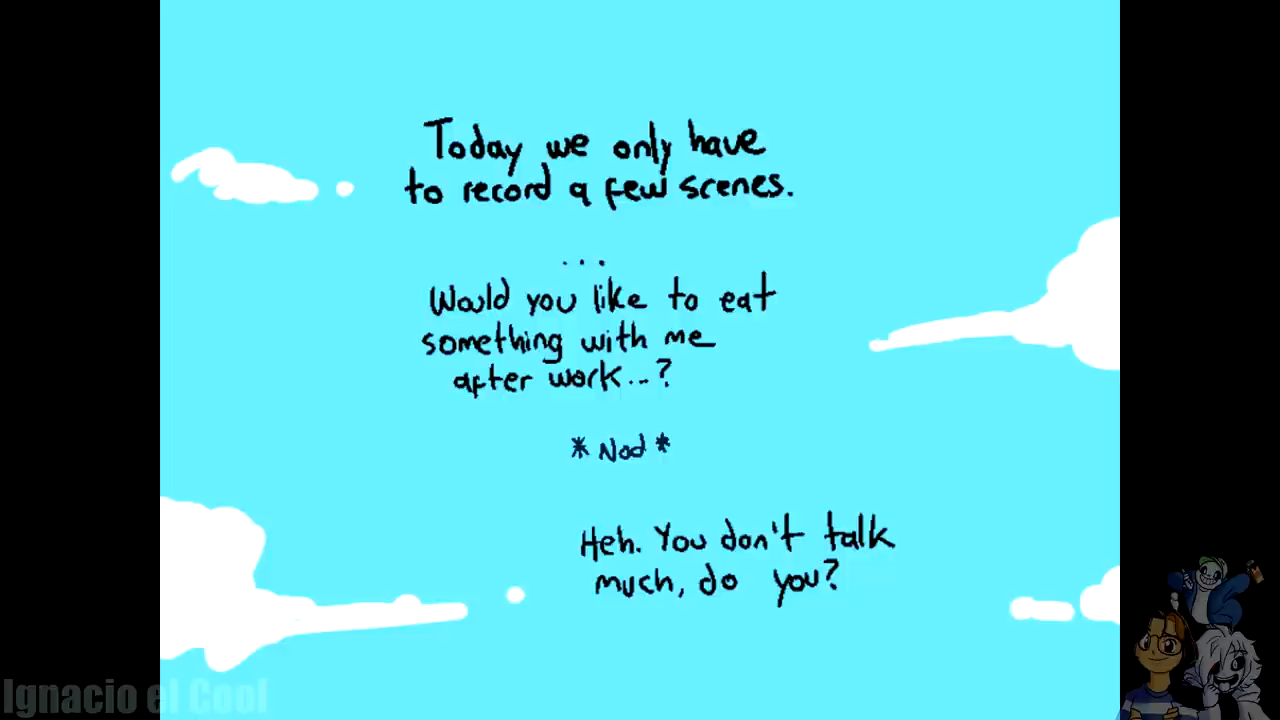 Today we only have
to record a few scenes.
...
Would you like to eat
something with me
after work...?
*Nod*
Heh. You don't talk
much, do you?
Ignacio el Cool